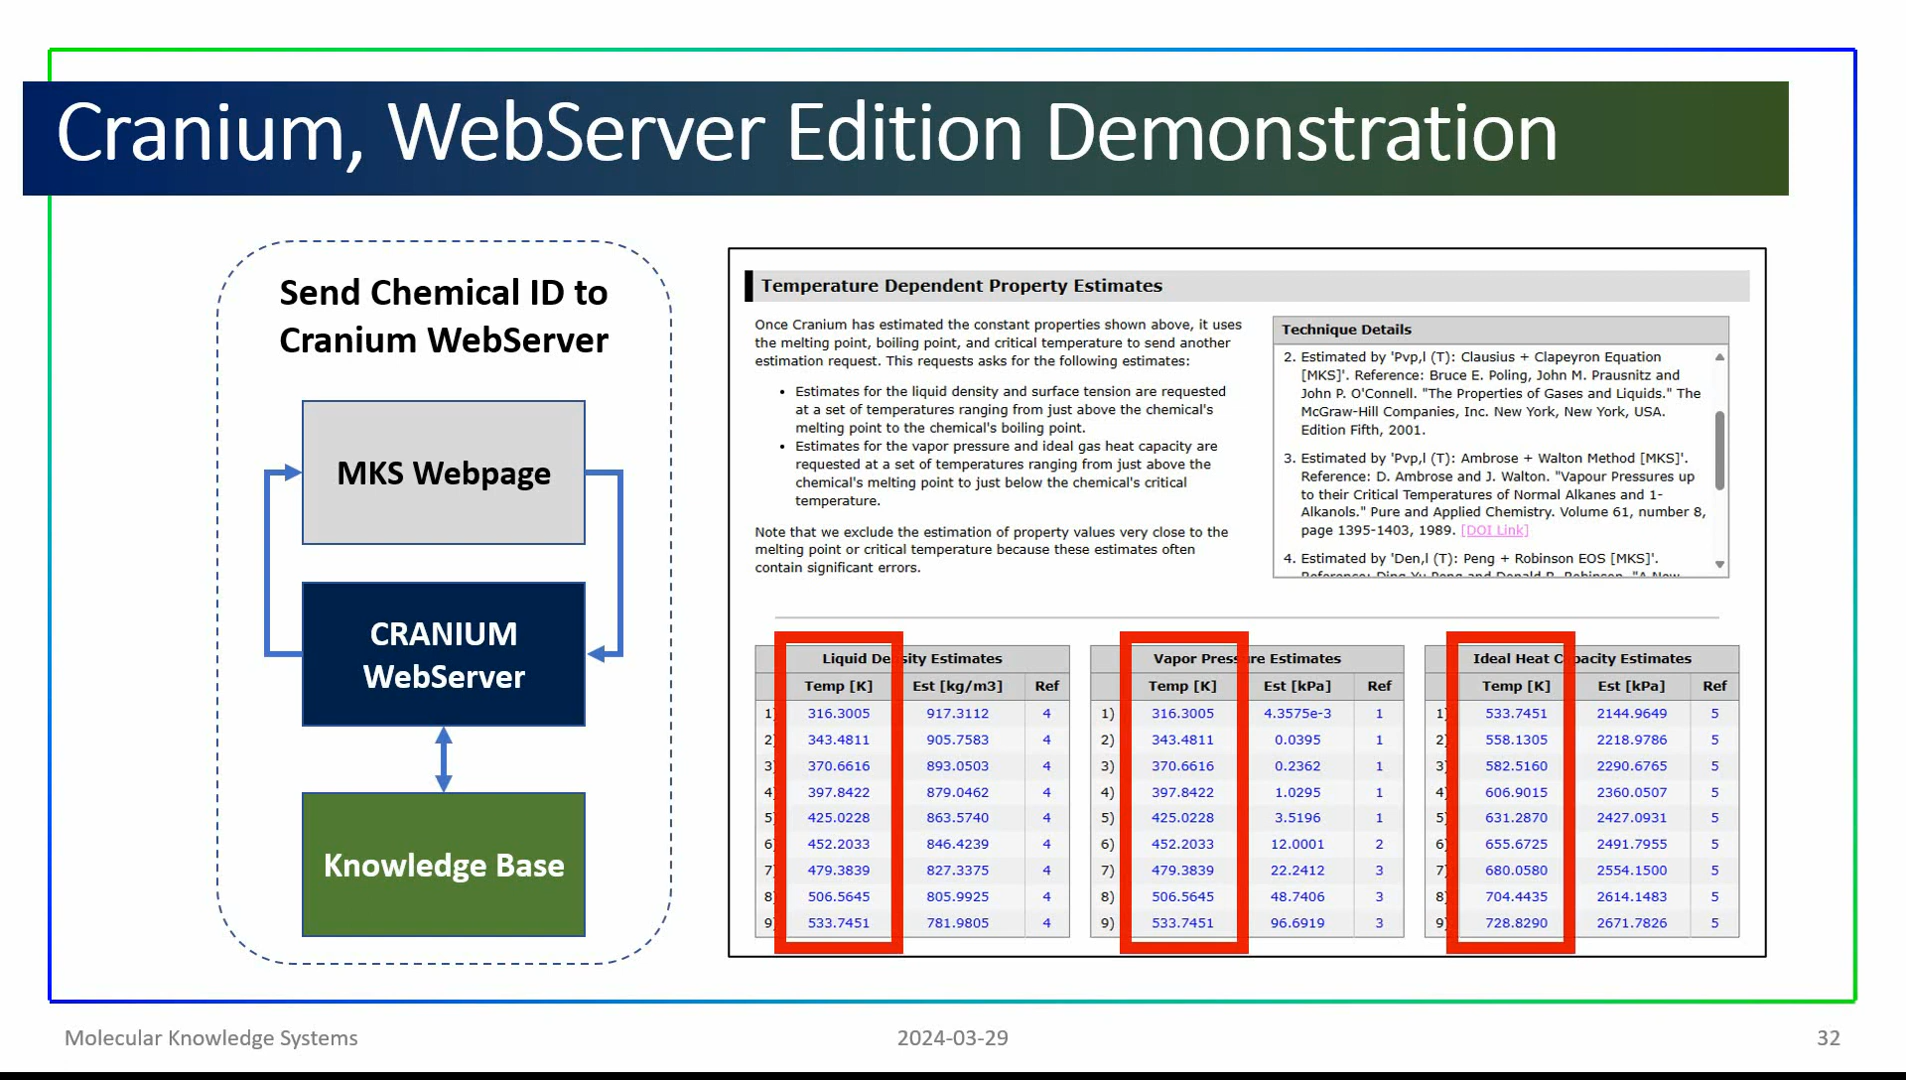 Cranium, WebServer Edition Demonstration
Send Chemical ID to
Cranium WebServer
MKS Webpage
CRANIUM
WebServer
Knowledge Base
Temperature Dependent Property Estimates
Once Cranium has estimated the constant properties shown above, it uses
the melting point, boiling point, and critical temperature to send another
estimation request. This requests asks for the following estimates:
• Estimates for the liquid density and surface tension are requested
at a set of temperatures ranging from just above the chemical's
melting point to the chemical's boiling point.
• Estimates for the vapor pressure and ideal gas heat capacity are
requested at a set of temperatures ranging from just above the
chemical's melting point to just below the chemical's critical
temperature.
Note that we exclude the estimation of property values very close to the
melting point or critical temperature because these estimates often
contain significant errors.
Technique Details
2. Estimated by 'Pvp,l (T): Clausius + Clapeyron Equation
[MKS]'. Reference: Bruce E. Poling, John M. Prausnitz and
John P. O'Connell. "The Properties of Gases and Liquids." The
McGraw-Hill Companies, Inc. New York, New York, USA.
Edition Fifth, 2001.
3. Estimated by 'Pvp,l (T): Ambrose + Walton Method [MKS]'.
Reference: D. Ambrose and J. Walton. "Vapour Pressures up
to their Critical Temperatures of Normal Alkanes and 1-
Alkanols." Pure and Applied Chemistry. Volume 61, number 8,
page 1395-1403, 1989. [DOI Link]
4. Estimated by 'Den,l (T): Peng + Robinson EOS [MKS]'.
Reference: Ding-Yu Peng and Donald B. Robinson. "A New
Liquid Density Estimates
Temp [K] Est [kg/m3] Ref
1) 316.3005 917.3112 4
2) 343.4811 905.7583 4
3) 370.6616 893.0503 4
4) 397.8422 879.0462 4
5) 425.0228 863.5740 4
6) 452.2033 846.4239 4
7) 479.3839 827.3375 4
8) 506.5645 805.9925 4
9) 533.7451 781.9805 4
Vapor Pressure Estimates
Temp [K] Est [kPa] Ref
1) 316.3005 4.3575e-3 1
2) 343.4811 0.0395 1
3) 370.6616 0.2362 1
4) 397.8422 1.0295 1
5) 425.0228 3.5196 1
6) 452.2033 12.0001 2
7) 479.3839 22.2412 3
8) 506.5645 48.7406 3
9) 533.7451 96.6919 3
Ideal Heat Capacity Estimates
Temp [K] Est [kPa] Ref
1) 533.7451 2144.9649 5
2) 558.1305 2218.9786 5
3) 582.5160 2290.6765 5
4) 606.9015 2360.0507 5
5) 631.2870 2427.0931 5
6) 655.6725 2491.7955 5
7) 680.0580 2554.1500 5
8) 704.4435 2614.1483 5
9) 728.8290 2671.7826 5
Molecular Knowledge Systems
2024-03-29
32